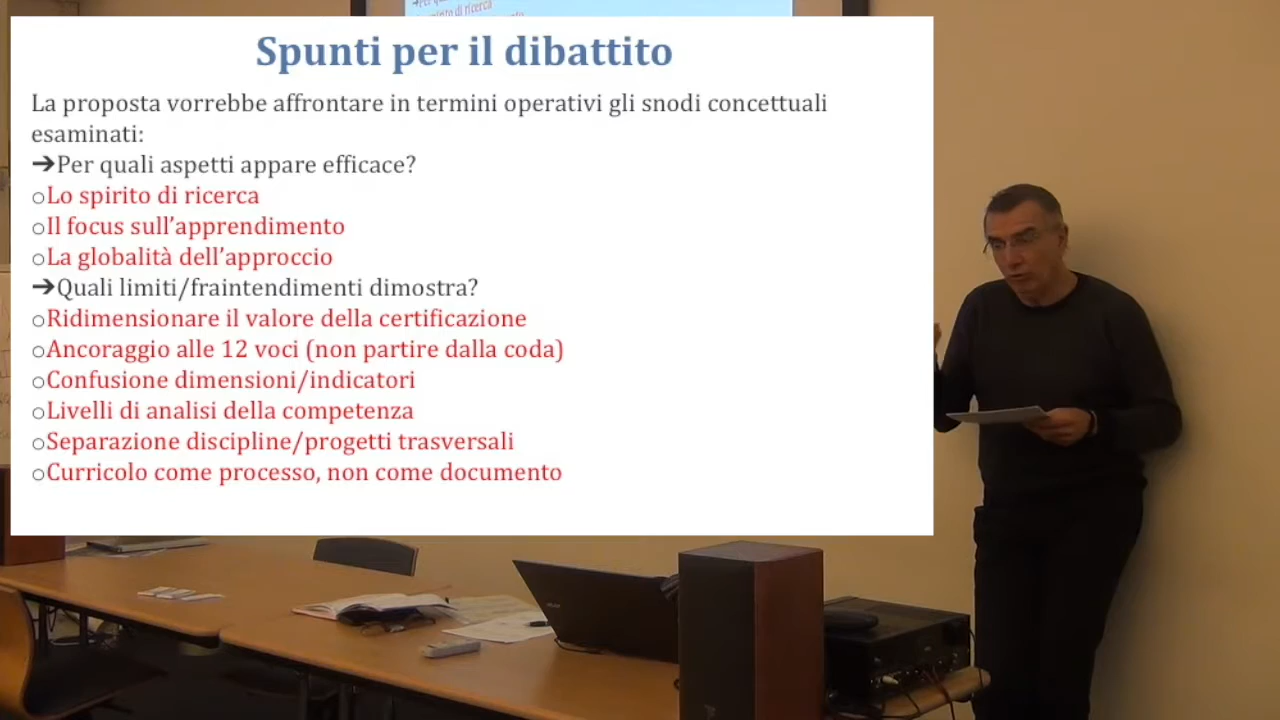 Spunti per il dibattito
La proposta vorrebbe affrontare in termini operativi gli snodi concettuali
esaminati:
➔Per quali aspetti appare efficace?
oLo spirito di ricerca
oIl focus sull’apprendimento
oLa globalità dell’approccio
➔Quali limiti/fraintendimenti dimostra?
oRidimensionare il valore della certificazione
oAncoraggio alle 12 voci (non partire dalla coda)
oConfusione dimensioni/indicatori
oLivelli di analisi della competenza
oSeparazione discipline/progetti trasversali
oCurricolo come processo, non come documento
di ricerca